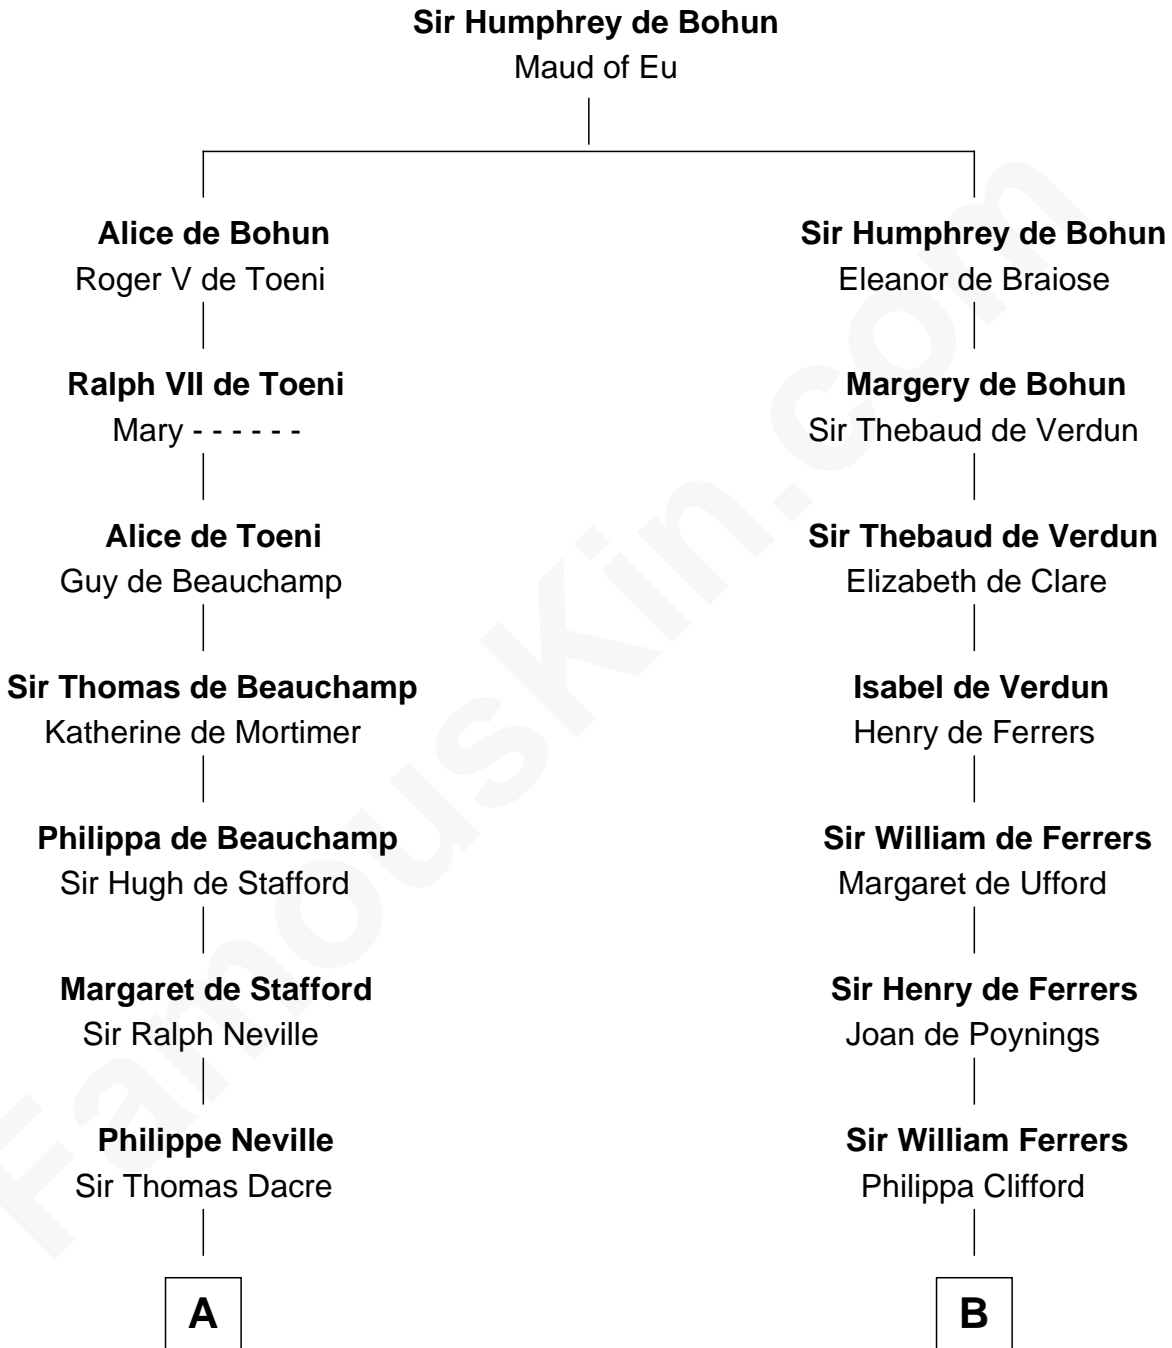 Sir Humphrey de Bohun
Maud of Eu
Alice de Bohun
Roger V de Toeni
Ralph VII de Toeni
Mary - - - - - -
Alice de Toeni
Guy de Beauchamp
Sir Thomas de Beauchamp
Katherine de Mortimer
Philippa de Beauchamp
Sir Hugh de Stafford
Margaret de Stafford
Sir Ralph Neville
Philippe Neville
Sir Thomas Dacre
A
Sir Humphrey de Bohun
Eleanor de Braiose
Margery de Bohun
Sir Thebaud de Verdun
Sir Thebaud de Verdun
Elizabeth de Clare
Isabel de Verdun
Henry de Ferrers
Sir William de Ferrers
Margaret de Ufford
Sir Henry de Ferrers
Joan de Poynings
Sir William Ferrers
Philippa Clifford
B
FamousKin.com